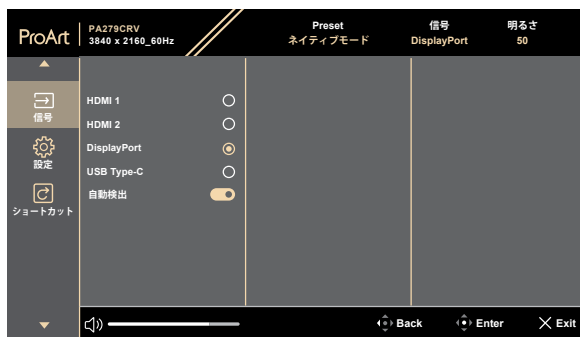 ProArt
PA279CRV
3840 x 2160_60Hz
Preset
ネイティブモード
信号
DisplayPort
明るさ
50
信号
設定
ショートカット
HDMI 1
HDMI 2
DisplayPort
USB Type-C
自動検出
Back
Enter
Exit